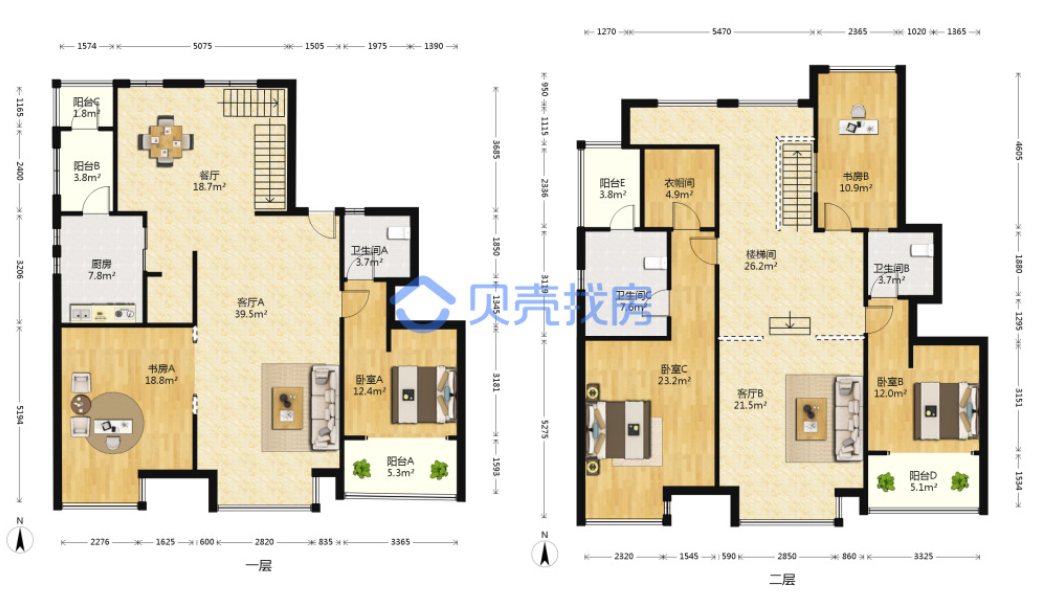 1574 5075 1505 1975 1390
1165
2400
3206
5194
阳台C
1.8m²
阳台B
3.8m²
餐厅
18.7m²
厨房
7.8m²
卫生间A
3.7m²
客厅A
39.5m²
书房A
18.8m²
卧室A
12.4m²
阳台A
5.3m²
3685
1850
1345
3181
1593
N
2276 1625 600 2820 835 3365
一层
贝壳找房
1270 5470 2365 1020 1365
950
1115
2336
3119
5275
书房B
10.9m²
阳台E
3.8m²
衣帽间
4.9m²
楼梯间
26.2m²
卫生间B
3.7m²
卫生间C
7.6m²
卧室C
23.2m²
客厅B
21.5m²
卧室B
12.0m²
阳台D
5.1m²
4605
1880
1295
3151
1534
N
2320 1545 590 2850 860 3325
二层